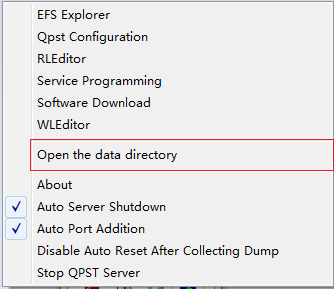 EFS Explorer
Qpst Configuration
RLEditor
Service Programming
Software Download
WLEditor
Open the data directory
About
Auto Server Shutdown
Auto Port Addition
Disable Auto Reset After Collecting Dump
Stop QPST Server